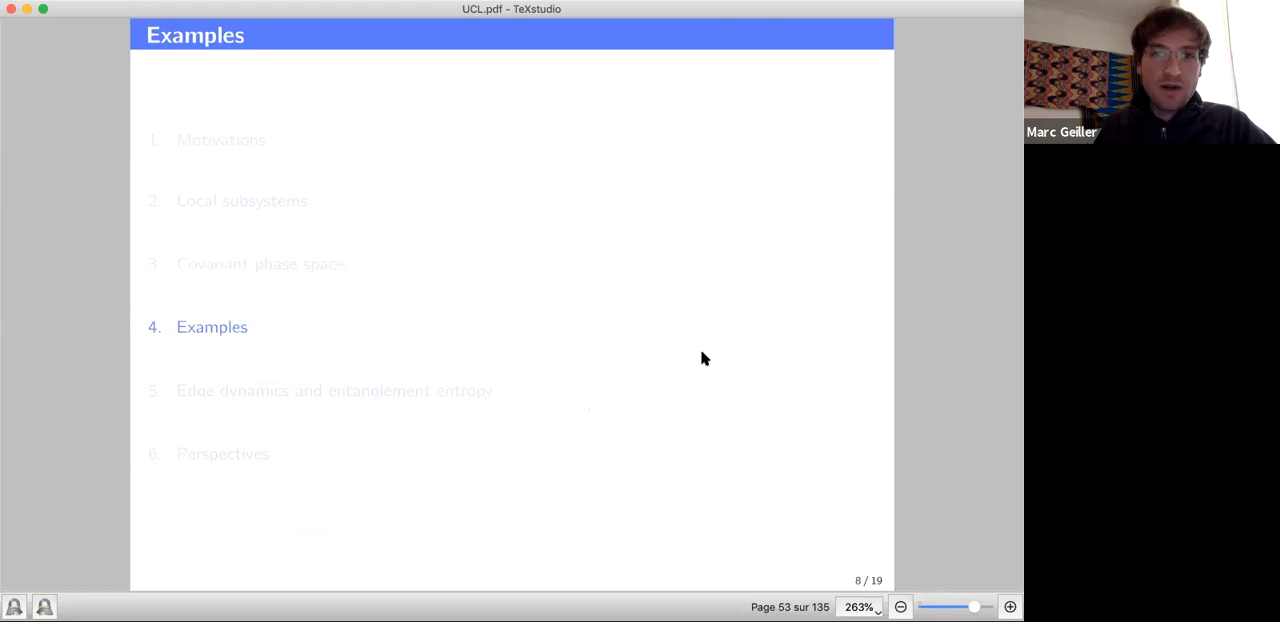 UCL.pdf - TeXstudio
Examples
1. Motivations
2. Local subsystems
3. Covariant phase space
4. Examples
5. Edge dynamics and entanglement entropy
6. Perspectives
8 / 19
Page 53 sur 135
263%
Marc Geiller